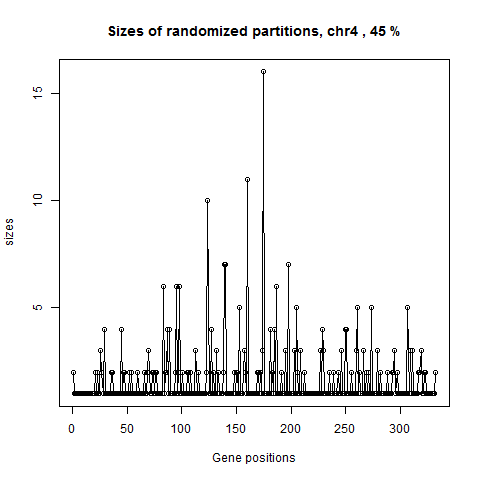 Sizes of randomized partitions, chr4 , 45 %
15
10
5
sizes
0 50 100 150 200 250 300
Gene positions